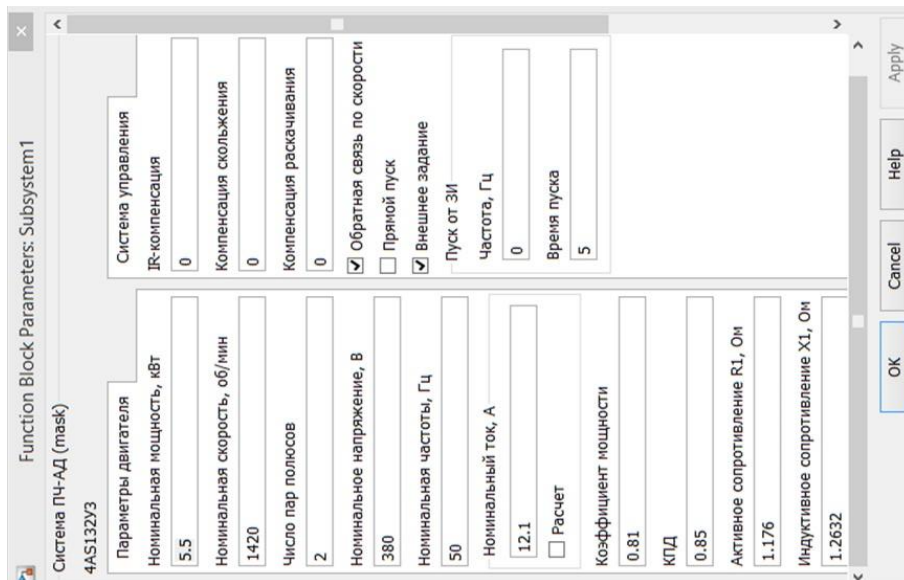 Function Block Parameters: Subsystem1
Система ПЧ-АД (mask)
4AS132У3
Параметры двигателя
Номинальная мощность, кВт
5.5
Номинальная скорость, об/мин
1420
Число пар полюсов
2
Номинальное напряжение, В
380
Номинальная частоты, Гц
50
Номинальный ток, А
12.1
Расчет
Коэффициент мощности
0.81
КПД
0.85
Активное сопротивление R1, Ом
1.176
Индуктивное сопротивление X1, Ом
1.2632
Система управления
IR-компенсация
0
Компенсация скольжения
0
Компенсация раскачивания
0
Обратная связь по скорости
Прямой пуск
Внешнее задание
Пуск от ЗИ
Частота, Гц
0
Время пуска
5
OK
Cancel
Help
Apply